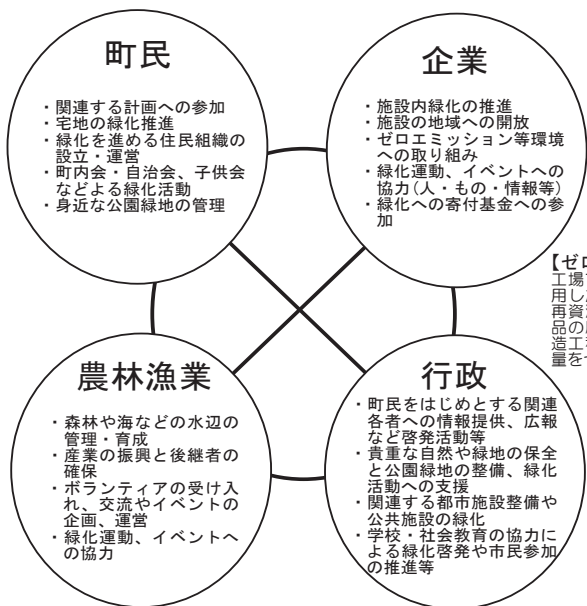 町民
・関連する計画への参加
・宅地の緑化推進
・緑化を進める住民組織の
設立・運営
・町内会・自治会、子供会
などよる緑化活動
・身近な公園緑地の管理
企業
・施設内緑化の推進
・施設の地域への開放
・ゼロエミッション等環境
への取り組み
・緑化運動、イベントへの
協力(人・もの・情報等)
・緑化への寄付基金への参
加
【ゼロ
工場
用し
再資
品の
造工
量を
農林漁業
・森林や海などの水辺の
管理・育成
・産業の振興と後継者の
確保
・ボランティアの受け入
れ、交流やイベントの
企画、運営
・緑化運動、イベントへ
の協力
行政
・町民をはじめとする関連
各者への情報提供、広報
など啓発活動等
・貴重な自然や緑地の保全
と公園緑地の整備、緑化
活動への支援
・関連する都市施設整備や
公共施設の緑化
・学校・社会教育の協力に
よる緑化啓発や市民参加
の推進等